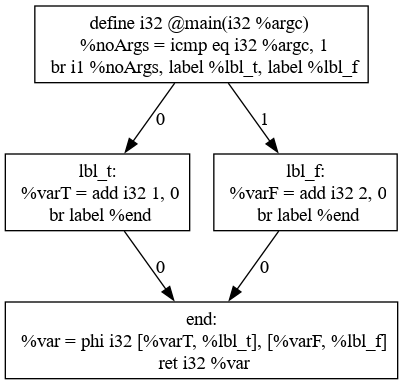 define i32 @main(i32 %argc)
%noArgs = icmp eq i32 %argc, 1
br i1 %noArgs, label %lbl_t, label %lbl_f
0
1
lbl_t:
%varT = add i32 1, 0
br label %end
lbl_f:
%varF = add i32 2, 0
br label %end
0
0
end:
%var = phi i32 [%varT, %lbl_t], [%varF, %lbl_f]
ret i32 %var